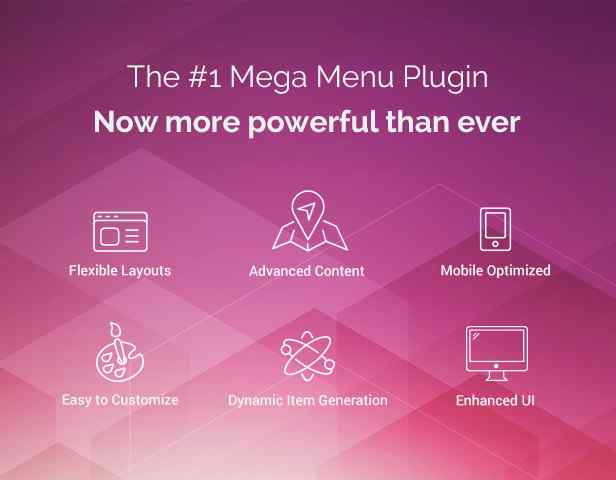 The #1 Mega Menu Plugin
Now more powerful than ever
Flexible Layouts
Advanced Content
Mobile Optimized
Easy to Customize
Dynamic Item Generation
Enhanced UI